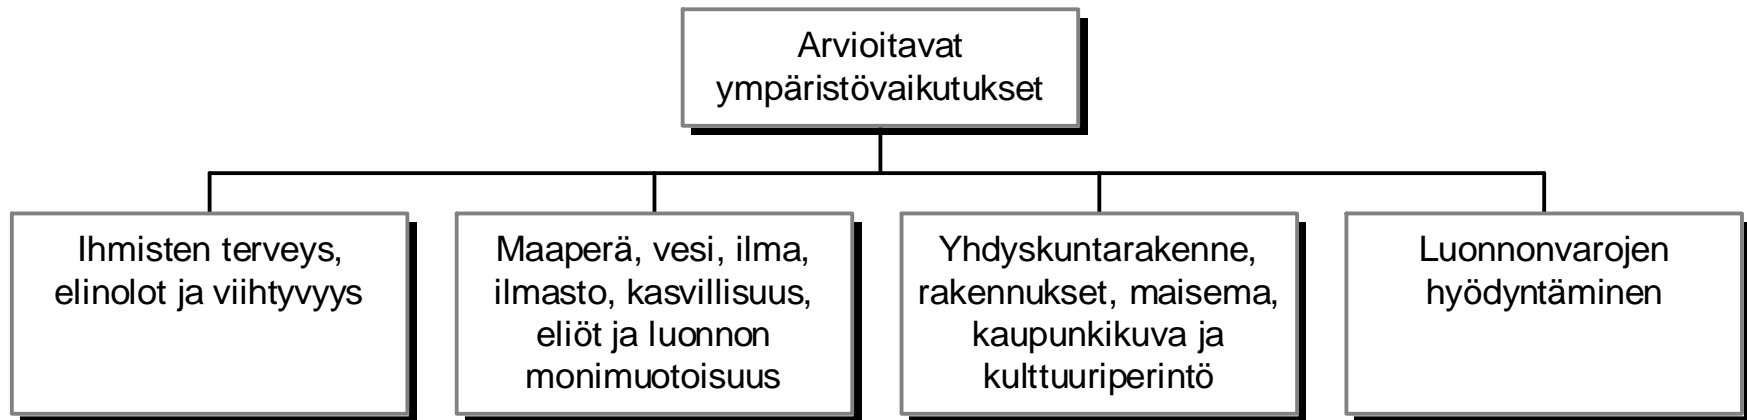 Arvioitavat
ympäristövaikutukset
Ihmisten terveys,
elinolot ja viihtyvyys
Maaperä, vesi, ilma,
ilmasto, kasvillisuus,
eliöt ja luonnon
monimuotoisuus
Yhdyskuntarakenne,
rakennukset, maisema,
kaupunkikuva ja
kulttuuriperintö
Luonnonvarojen
hyödyntäminen